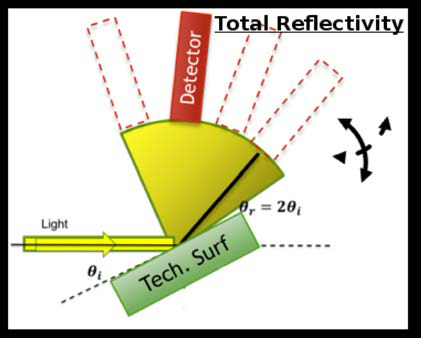 Total Reflectivity
Detector
θr = 2θi
Light
Tech. Surf
θi